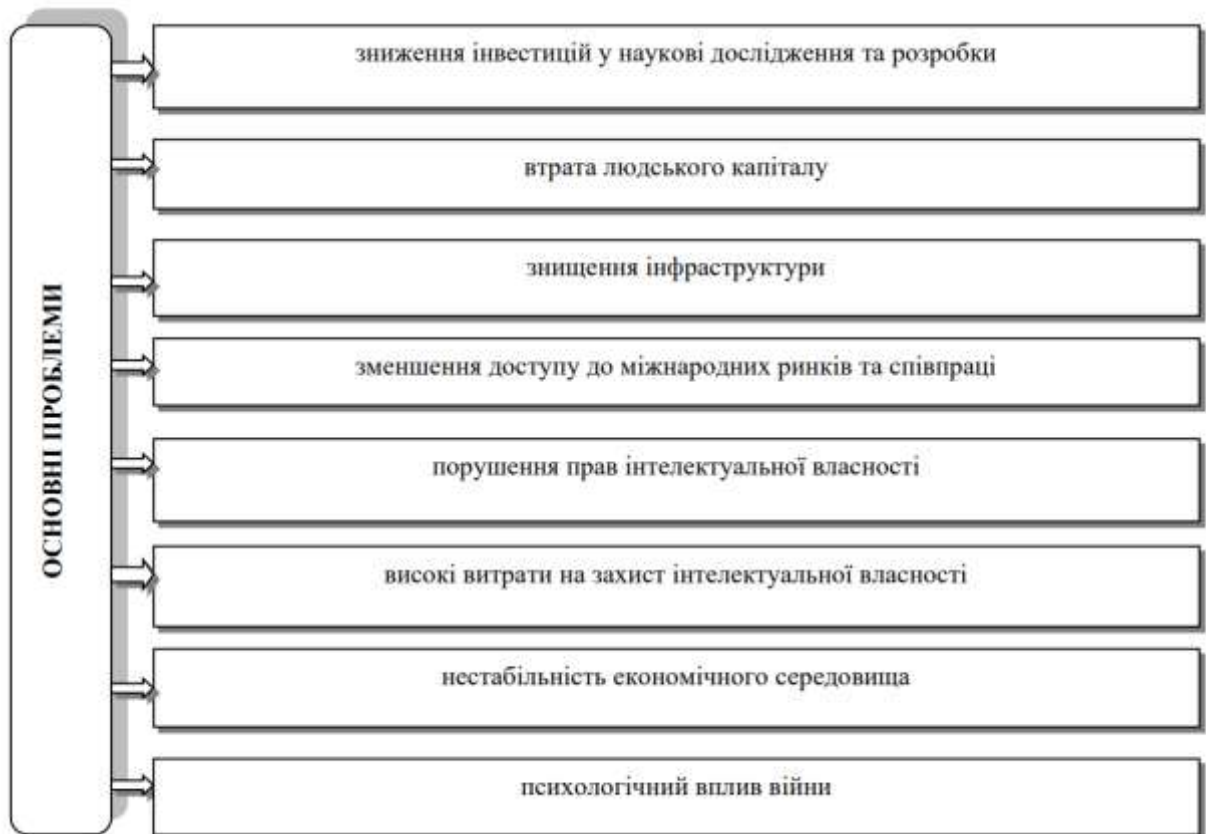 ОСНОВНІ ПРОБЛЕМИ
зниження інвестицій у наукові дослідження та розробки
втрата людського капіталу
знищення інфраструктури
зменшення доступу до міжнародних ринків та співпраці
порушення прав інтелектуальної власності
високі витрати на захист інтелектуальної власності
нестабільність економічного середовища
психологічний вплив війни